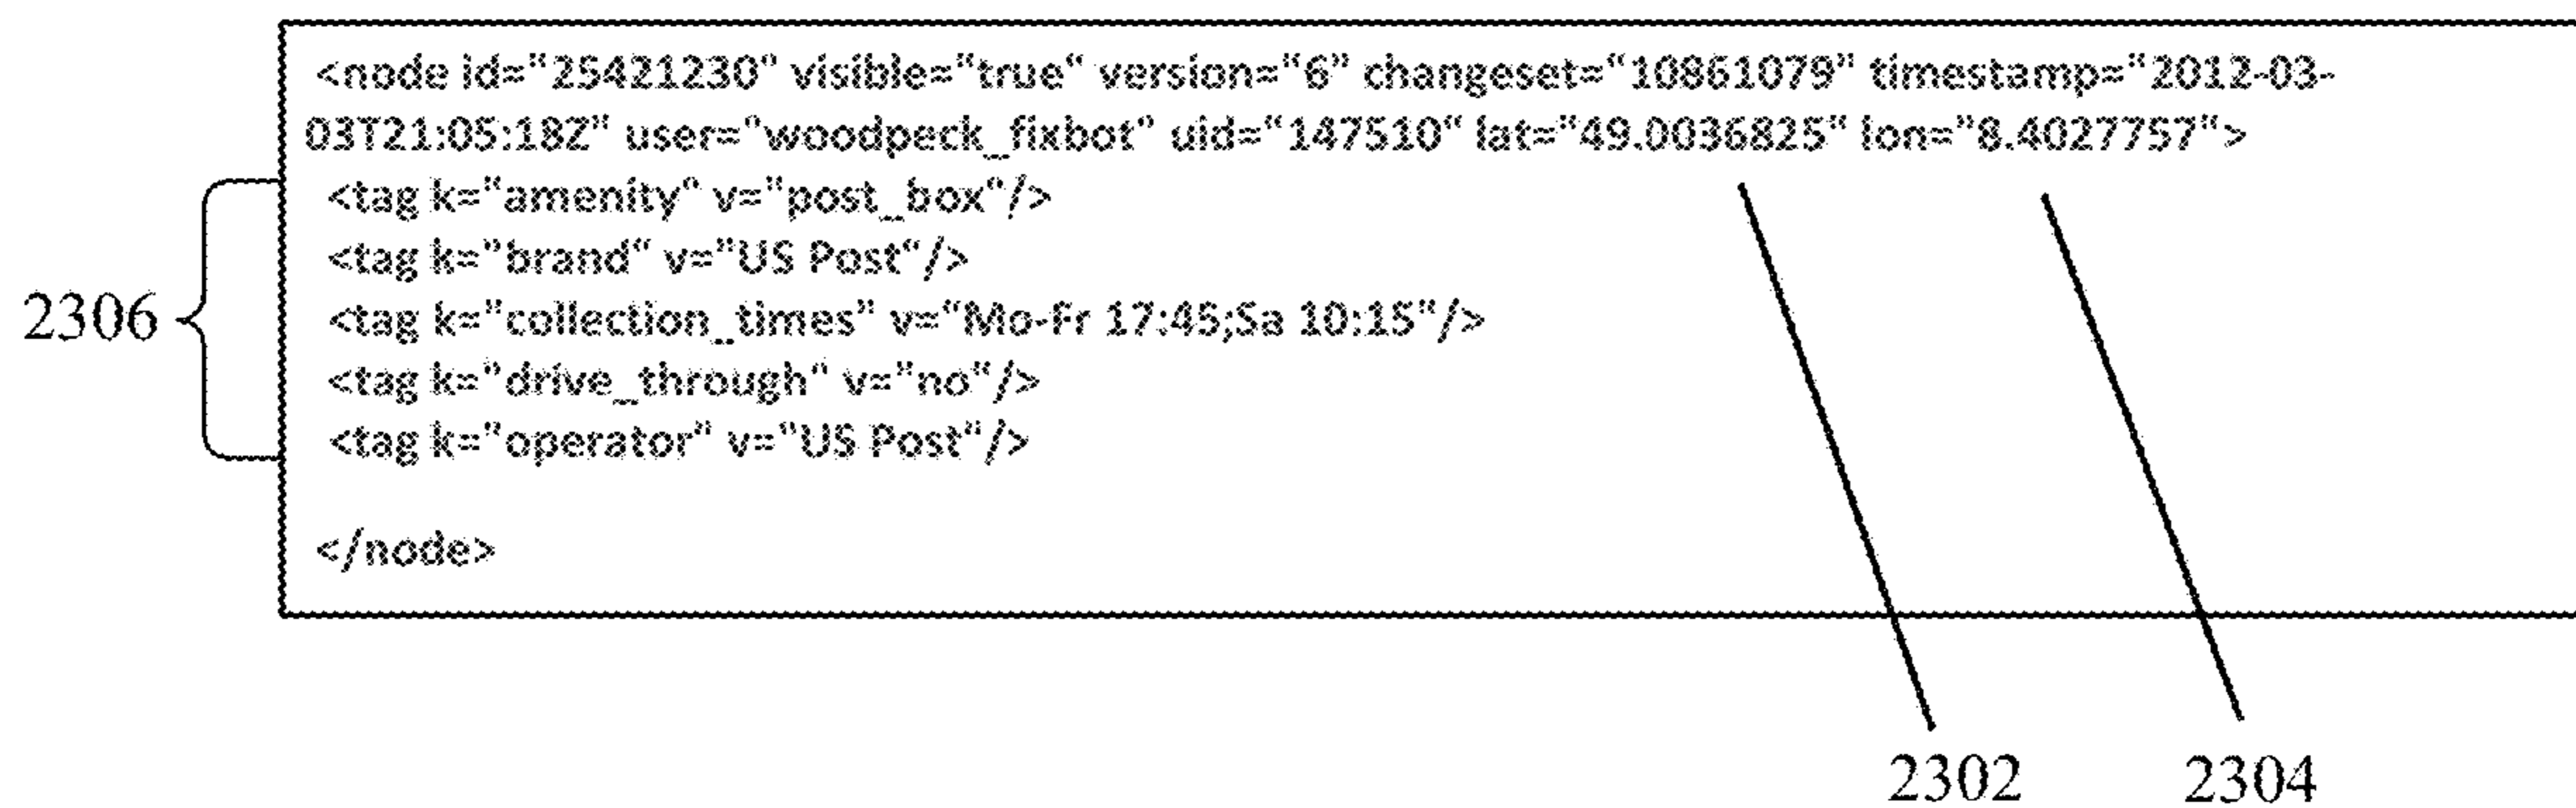 <node id="25421230" visible="true" version="6" changeset="10861079" timestamp="2012-03-
03T21:05:18Z" user="woodpeck_fixbot" uid="147510" lat="49.0036825" lon="8.4027757">
<tag k="amenity" v="post_box"/>
<tag k="brand" v="US Post"/>
2306
<tag k="collection_times" v="Mo-Fr 17:45;Sa 10:15"/>
<tag k="drive_through" v="no"/>
<tag k="operator" v="US Post"/>
</node>
2302 2304